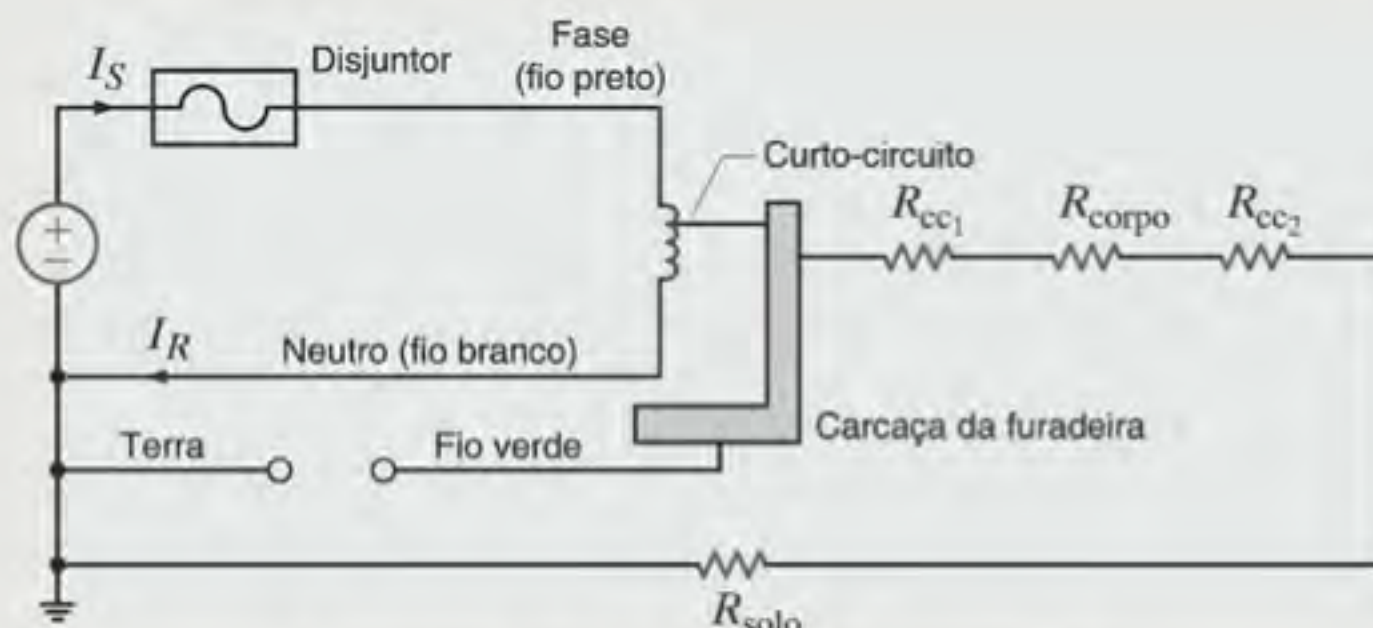 Fase
(fio preto)
I_S
Disjuntor
Curto-circuito
R_cc1
R_corpo
R_cc2
+
−
I_R
Neutro (fio branco)
Carcaça da furadeira
Terra
Fio verde
R_solo